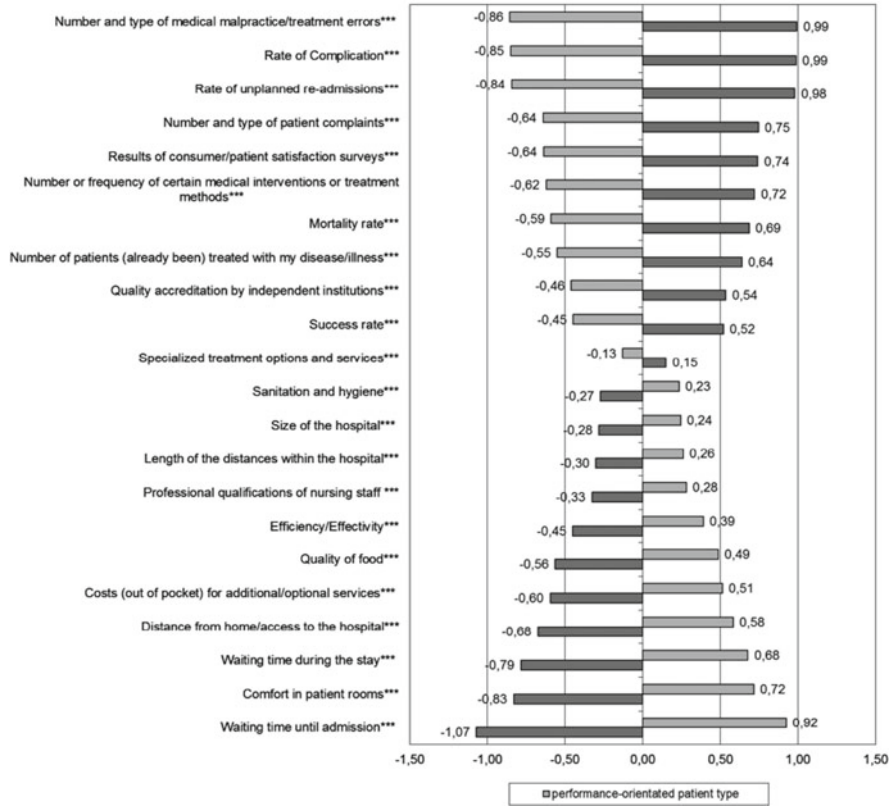 Number and type of medical malpractice/treatment errors***
-0,86
0,99
Rate of Complication***
-0,85
0,99
Rate of unplanned re-admissions***
-0,84
0,98
Number and type of patient complaints***
-0,64
0,75
Results of consumer/patient satisfaction surveys***
-0,64
0,74
Number or frequency of certain medical interventions or treatment
methods***
-0,62
0,72
Mortality rate***
-0,59
0,69
Number of patients (already been) treated with my disease/illness***
-0,55
0,64
Quality accreditation by independent institutions***
-0,46
0,54
Success rate***
-0,45
0,52
Specialized treatment options and services***
-0,13
0,15
Sanitation and hygiene***
0,23
-0,27
Size of the hospital***
0,24
-0,28
Length of the distances within the hospital***
0,26
-0,30
Professional qualifications of nursing staff ***
0,28
-0,33
Efficiency/Effectivity***
0,39
-0,45
Quality of food***
0,49
-0,56
Costs (out of pocket) for additional/optional services***
0,51
-0,60
Distance from home/access to the hospital***
0,58
-0,68
Waiting time during the stay***
0,68
-0,79
Comfort in patient rooms***
0,72
-0,83
Waiting time until admission***
0,92
-1,07
-1,50 -1,00 -0,50 0,00 0,50 1,00 1,50
performance-orientated patient type